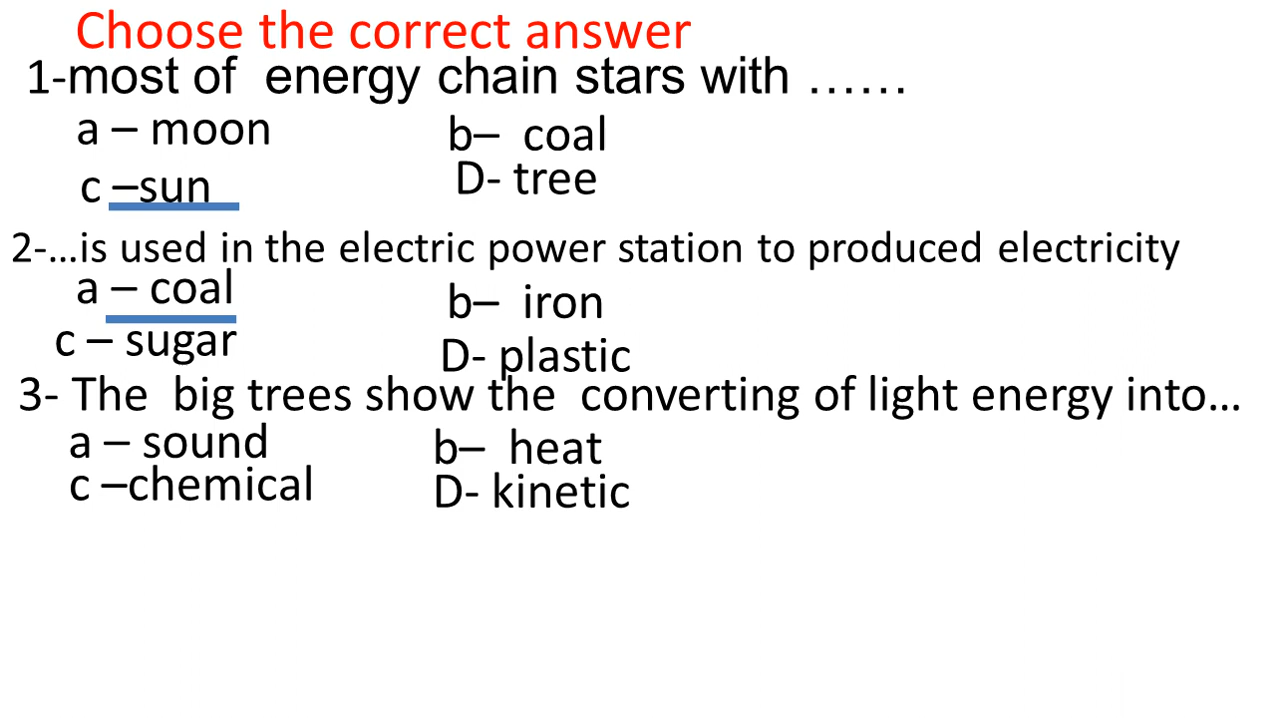 Choose the correct answer
1-most of energy chain stars with ……
a – moon b– coal
c –sun D- tree
2-...is used in the electric power station to produced electricity
a – coal b– iron
c – sugar D- plastic
3- The big trees show the converting of light energy into...
a – sound b– heat
c –chemical D- kinetic